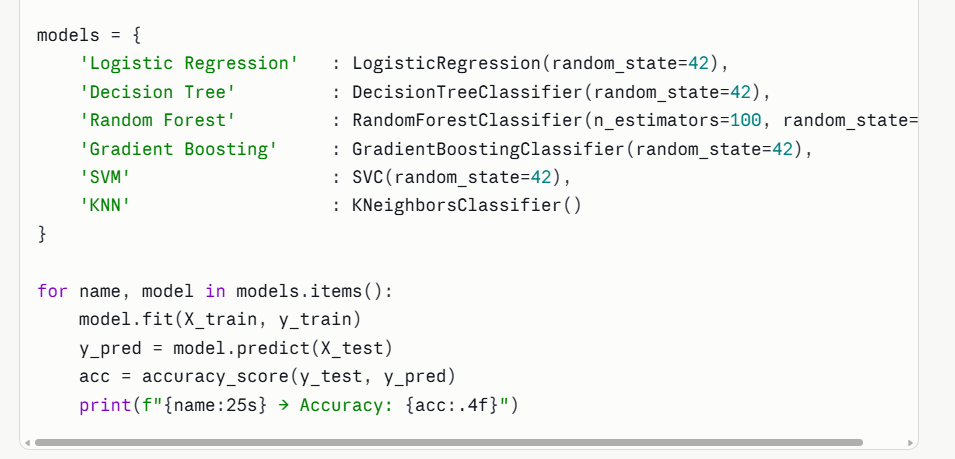 models = {
    'Logistic Regression'   : LogisticRegression(random_state=42),
    'Decision Tree'         : DecisionTreeClassifier(random_state=42),
    'Random Forest'         : RandomForestClassifier(n_estimators=100, random_state=
    'Gradient Boosting'     : GradientBoostingClassifier(random_state=42),
    'SVM'                   : SVC(random_state=42),
    'KNN'                   : KNeighborsClassifier()
}
for name, model in models.items():
    model.fit(X_train, y_train)
    y_pred = model.predict(X_test)
    acc = accuracy_score(y_test, y_pred)
    print(f"{name:25s} → Accuracy: {acc:.4f}")